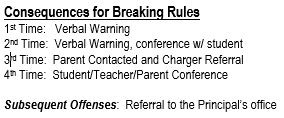 Consequences for Breaking Rules
1st Time: Verbal Warning
2nd Time: Verbal Warning, conference w/ student
3rd Time: Parent Contacted and Charger Referral
4th Time: Student/Teacher/Parent Conference
Subsequent Offenses: Referral to the Principal's office